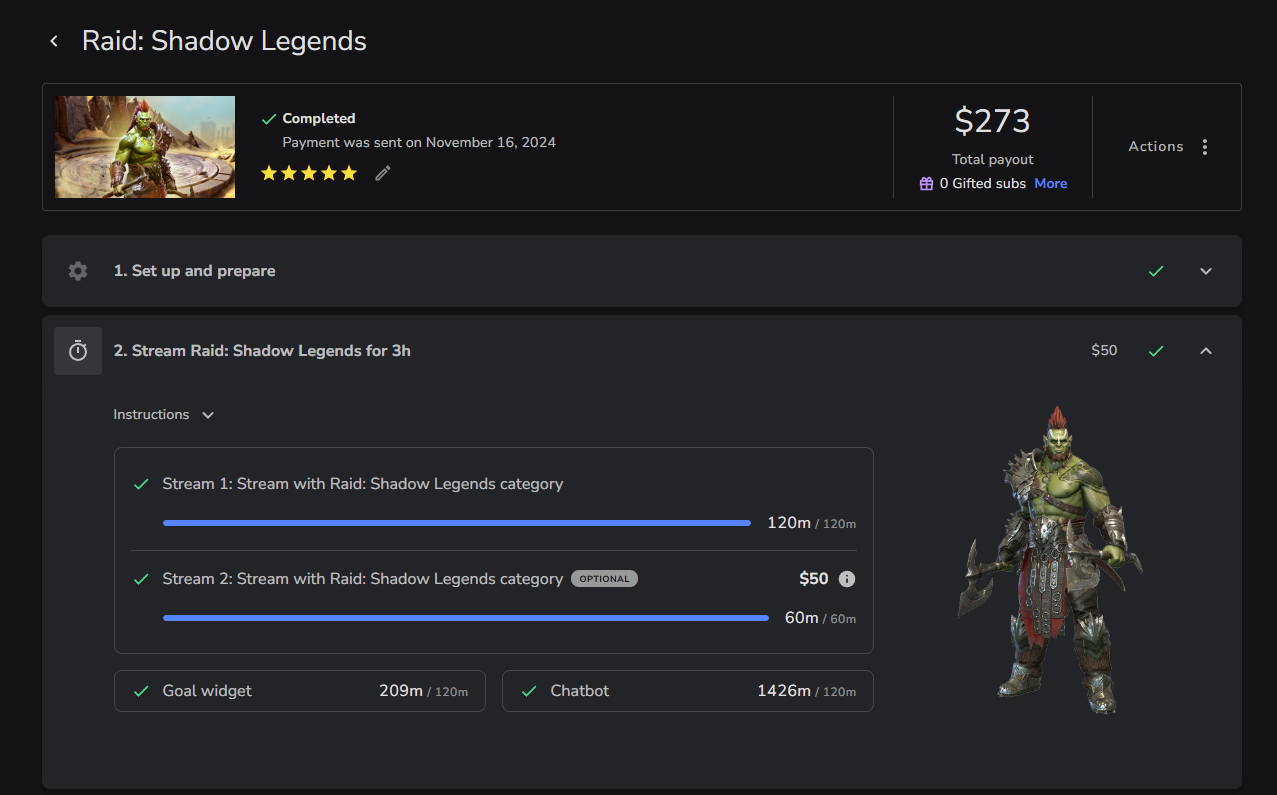 Raid: Shadow Legends
Completed
Payment was sent on November 16, 2024
$273
Total payout
0 Gifted subs More
Actions
1. Set up and prepare
2. Stream Raid: Shadow Legends for 3h
$50
Instructions
Stream 1: Stream with Raid: Shadow Legends category
120m / 120m
Stream 2: Stream with Raid: Shadow Legends category OPTIONAL $50
60m / 60m
Goal widget 209m / 120m
Chatbot 1426m / 120m